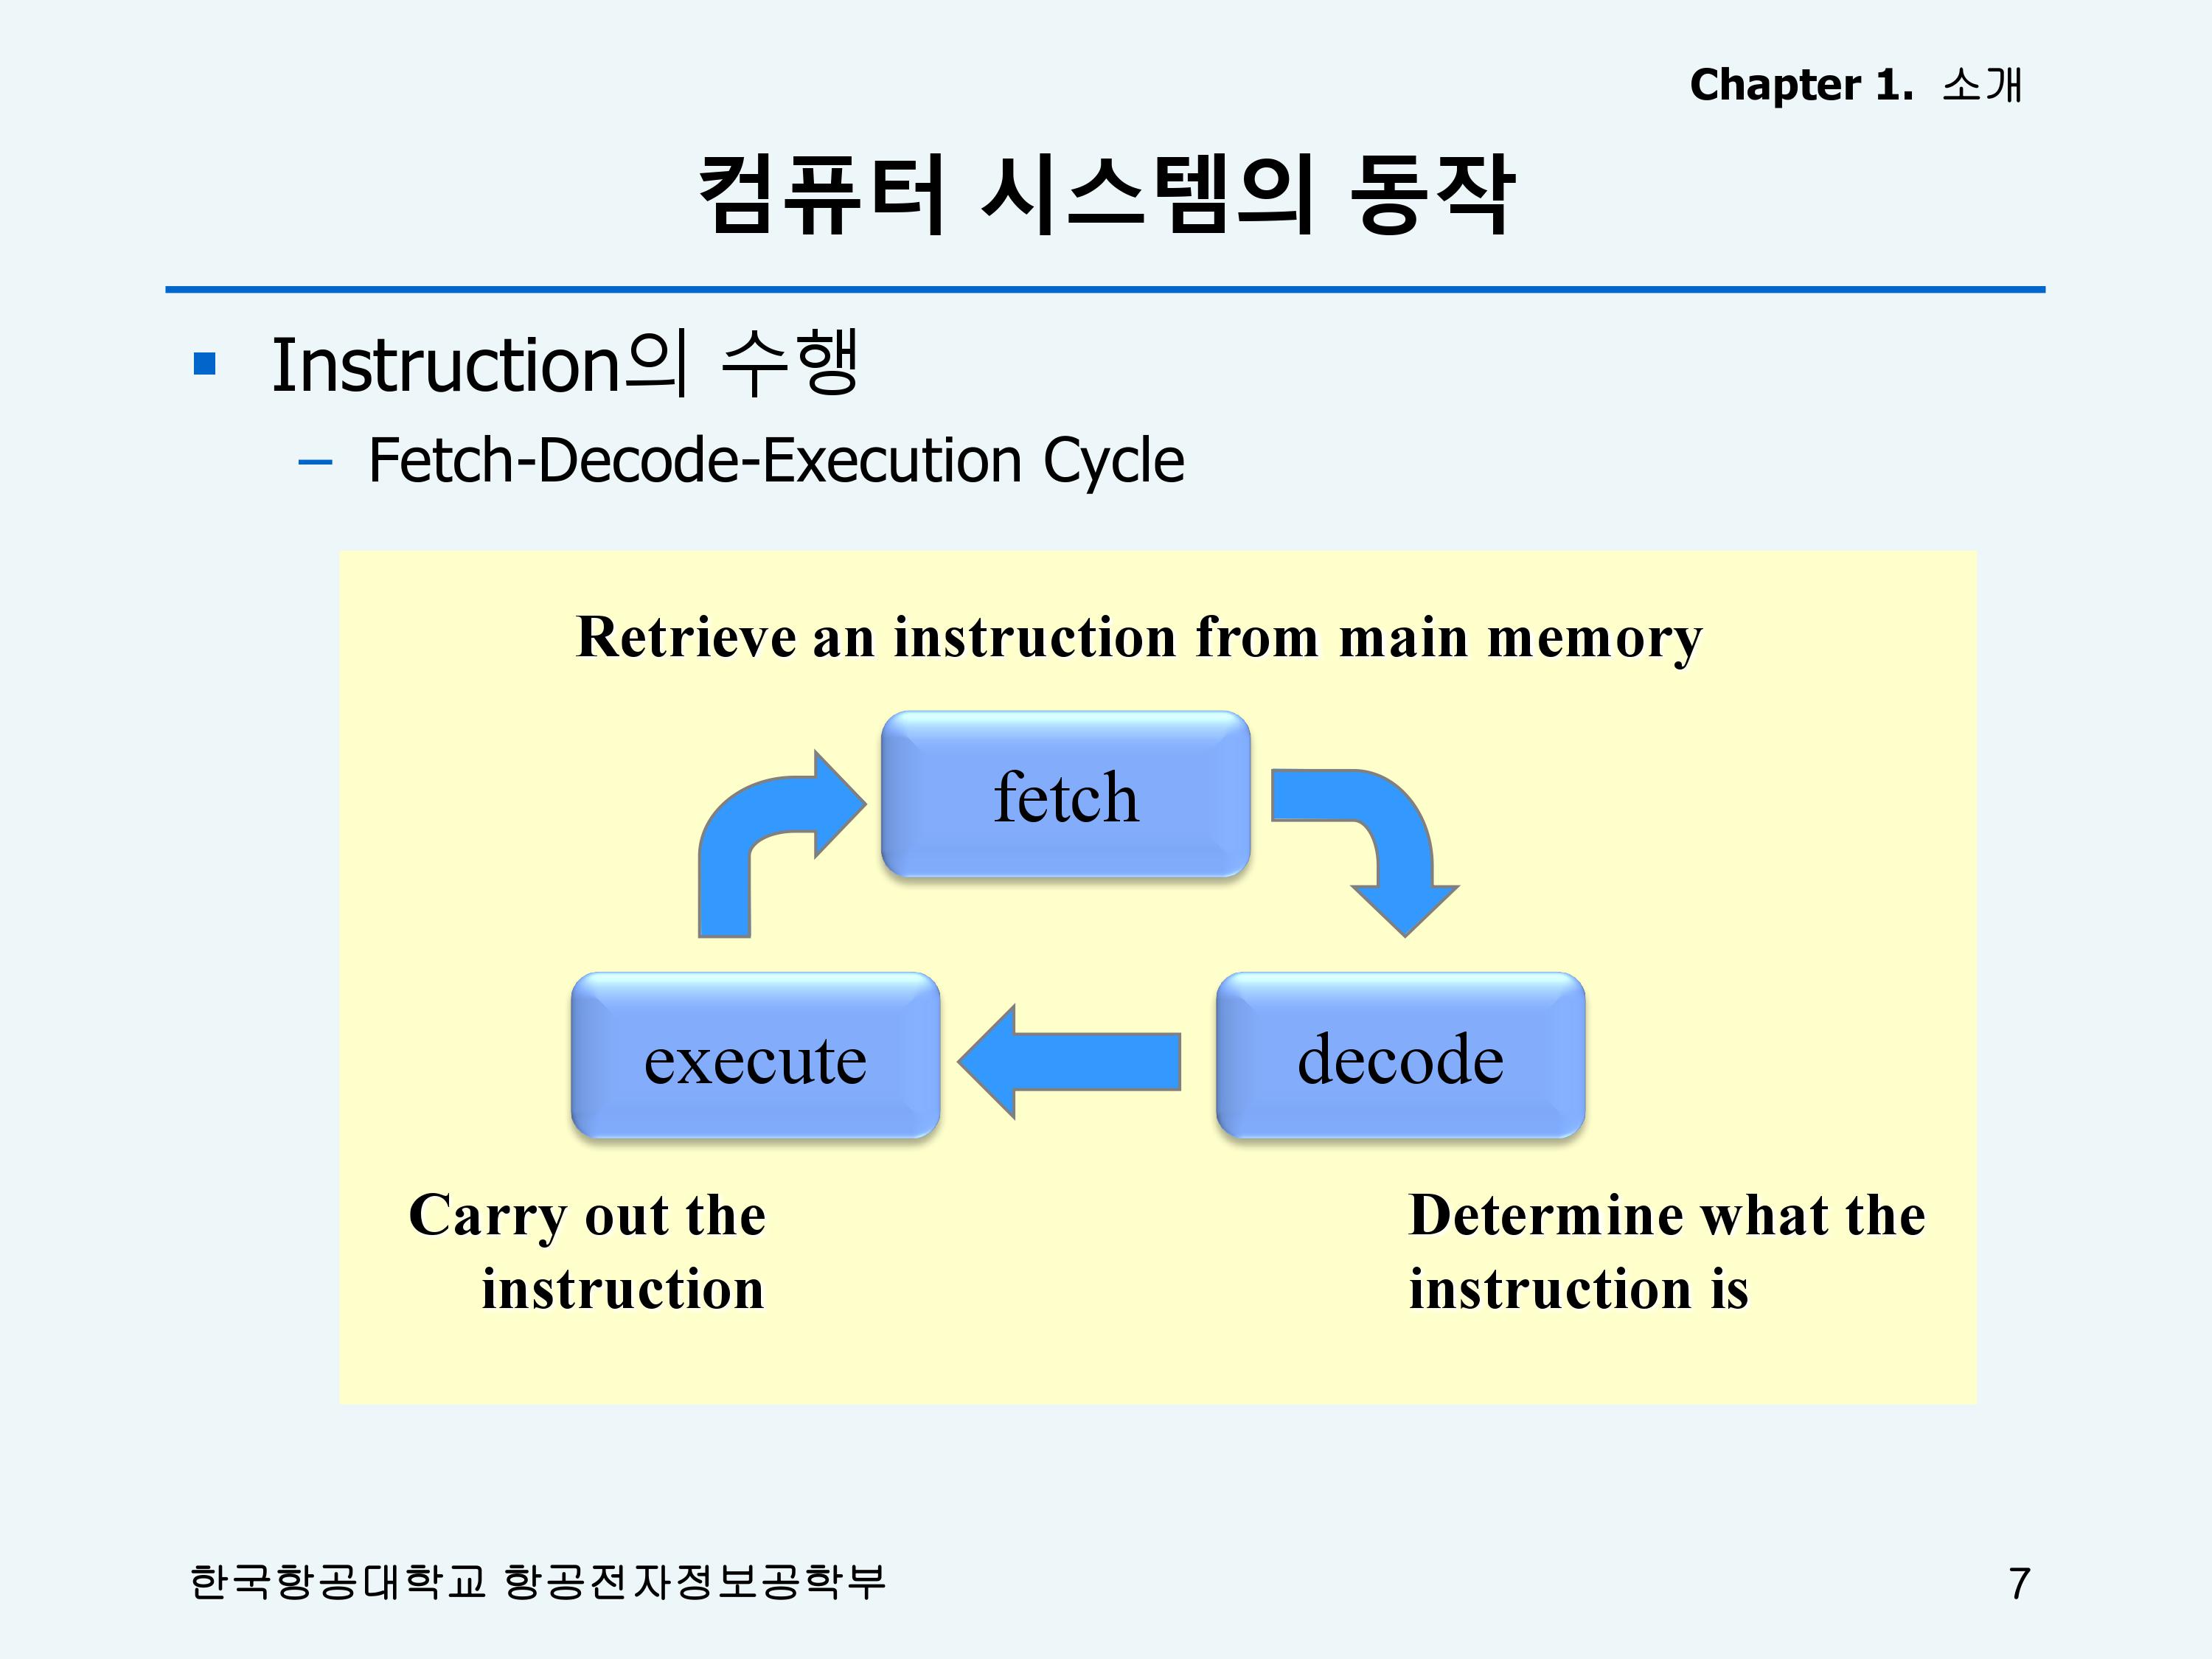 Chapter 1. 소개
컴퓨터 시스템의 동작
Instruction의 수행
– Fetch-Decode-Execution Cycle
Retrieve an instruction from main memory
fetch
execute
decode
Carry out the
instruction
Determine what the
instruction is
한국항공대학교 항공전자정보공학부
7